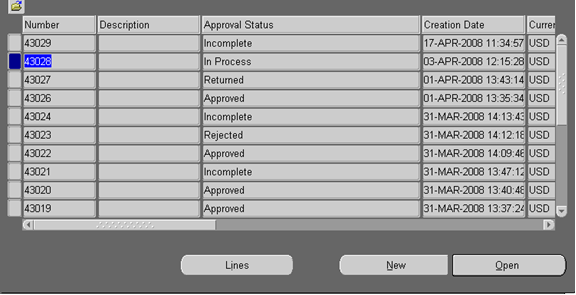 Number Description Approval Status Creation Date Curren
43029 Incomplete 17-APR-2008 11:34:57 USD
43028 In Process 03-APR-2008 12:15:28 USD
43027 Returned 01-APR-2008 13:43:14 USD
43026 Approved 01-APR-2008 13:35:34 USD
43024 Incomplete 31-MAR-2008 14:13:43 USD
43023 Rejected 31-MAR-2008 14:12:18 USD
43022 Approved 31-MAR-2008 14:09:46 USD
43021 Incomplete 31-MAR-2008 13:47:12 USD
43020 Approved 31-MAR-2008 13:40:48 USD
43019 Approved 31-MAR-2008 13:37:24 USD
Lines New Open